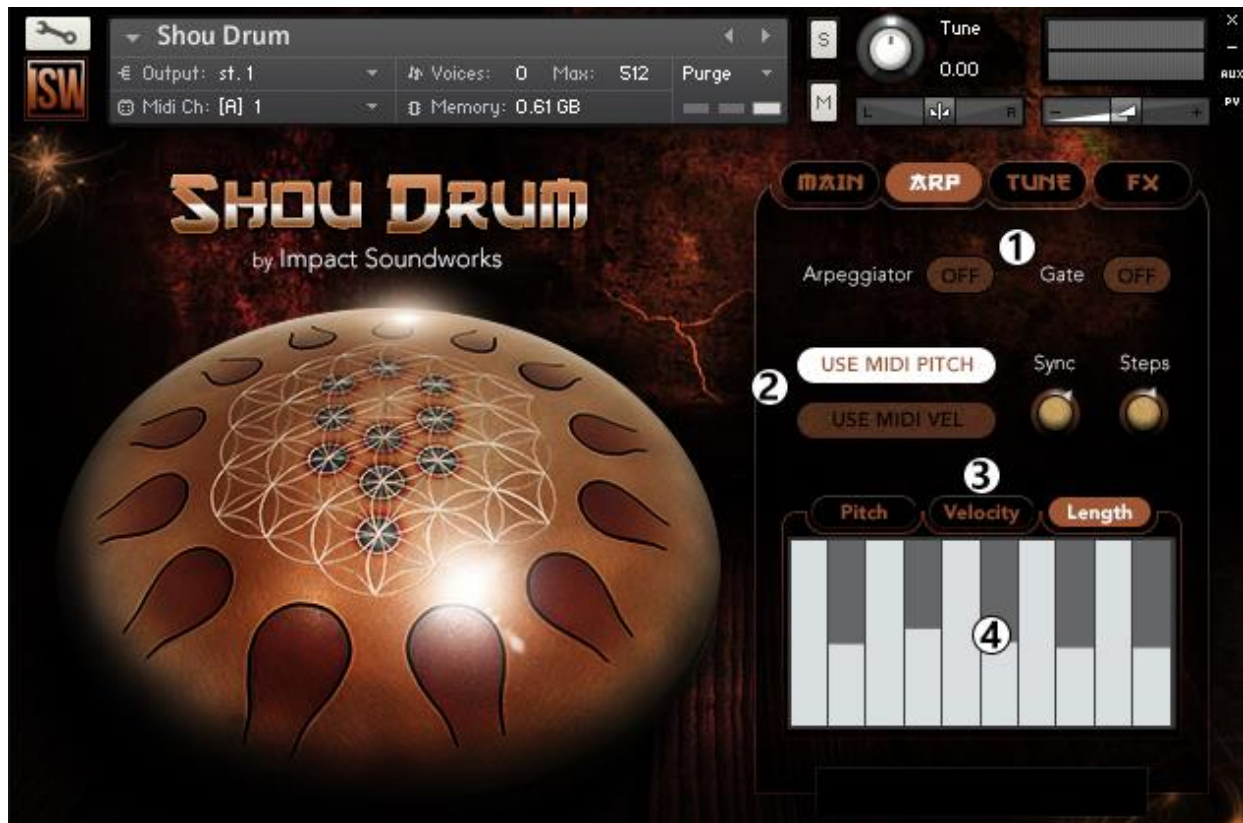 Shou Drum
Output: st. 1
Voices: 0 Max: 512
Purge
Midi Ch: [A] 1
Memory: 0.61 GB
S
M
Tune
0.00
L R
- +
×
–
AUX
PV
ISW
SHOU DRUM
by Impact Soundworks
MAIN ARP TUNE FX
1
Arpeggiator OFF Gate OFF
2
USE MIDI PITCH
USE MIDI VEL
Sync Steps
3
Pitch Velocity Length
4